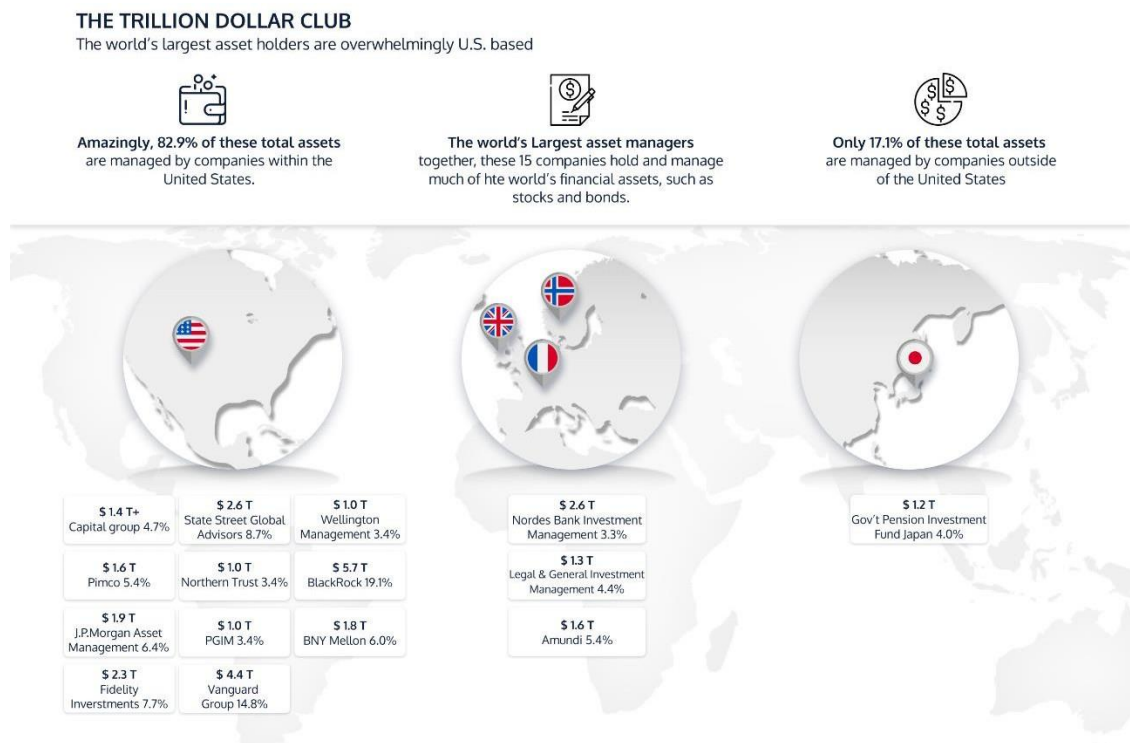 THE TRILLION DOLLAR CLUB
The world's largest asset holders are overwhelmingly U.S. based
Amazingly, 82.9% of these total assets
are managed by companies within the
United States.
The world's Largest asset managers
together, these 15 companies hold and manage
much of hte world's financial assets, such as
stocks and bonds.
Only 17.1% of these total assets
are managed by companies outside
of the United States
$ 1.4 T+
Capital group 4.7%
$ 2.6 T
State Street Global
Advisors 8.7%
$ 1.0 T
Wellington
Management 3.4%
$ 1.6 T
Pimco 5.4%
$ 1.0 T
Northern Trust 3.4%
$ 5.7 T
BlackRock 19.1%
$ 1.9 T
J.P.Morgan Asset
Management 6.4%
$ 1.0 T
PGIM 3.4%
$ 1.8 T
BNY Mellon 6.0%
$ 2.3 T
Fidelity
Inverstments 7.7%
$ 4.4 T
Vanguard
Group 14.8%
$ 2.6 T
Nordes Bank Investment
Management 3.3%
$ 1.3 T
Legal & General Investment
Management 4.4%
$ 1.6 T
Amundi 5.4%
$ 1.2 T
Gov't Pension Investment
Fund Japan 4.0%